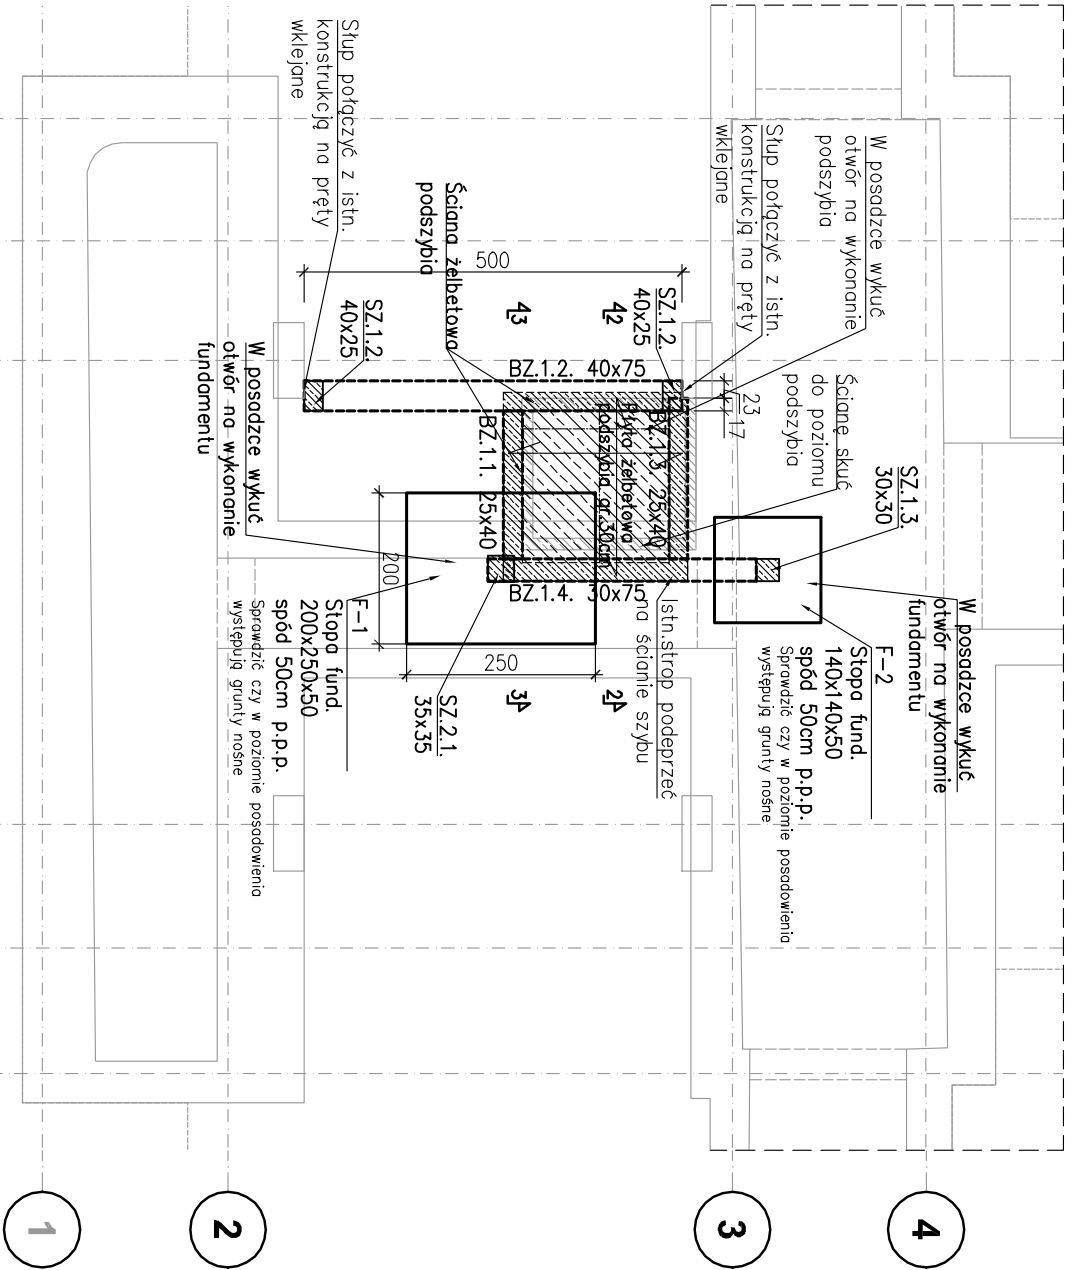 Słup połączyć z istn.
konstrukcją na pręty
wklejane
W posadzce wykuć
otwór na wykonanie
podszybia
Słup połączyć z istn.
konstrukcją na pręty
wklejane
Ściana żelbetowa
podszybia
500
SZ.1.2.
40x25
SZ.1.2.
40x25
43
42
BZ.1.2. 40x75
23
17
Ścianę skuć
do poziomu
podszybia
SZ.1.3.
30x30
BZ.1.3. 25x40
Płyta żelbetowa
podszybia gr.30cm
BZ.1.1. 25x40
W posadzce wykuć
otwór na wykonanie
fundamentu
200
BZ.1.4. 30x75
Istn.strop podeprzeć
na ścianie szybu
250
3A
2A
SZ.2.1.
35x35
F-1
Stopa fund.
200x250x50
spód 50cm p.p.p.
Sprawdzić czy w poziomie posadowienia
występują grunty nośne
W posadzce wykuć
otwór na wykonanie
fundamentu
F-2
Stopa fund.
140x140x50
spód 50cm p.p.p.
Sprawdzić czy w poziomie posadowienia
występują grunty nośne
1
2
3
4